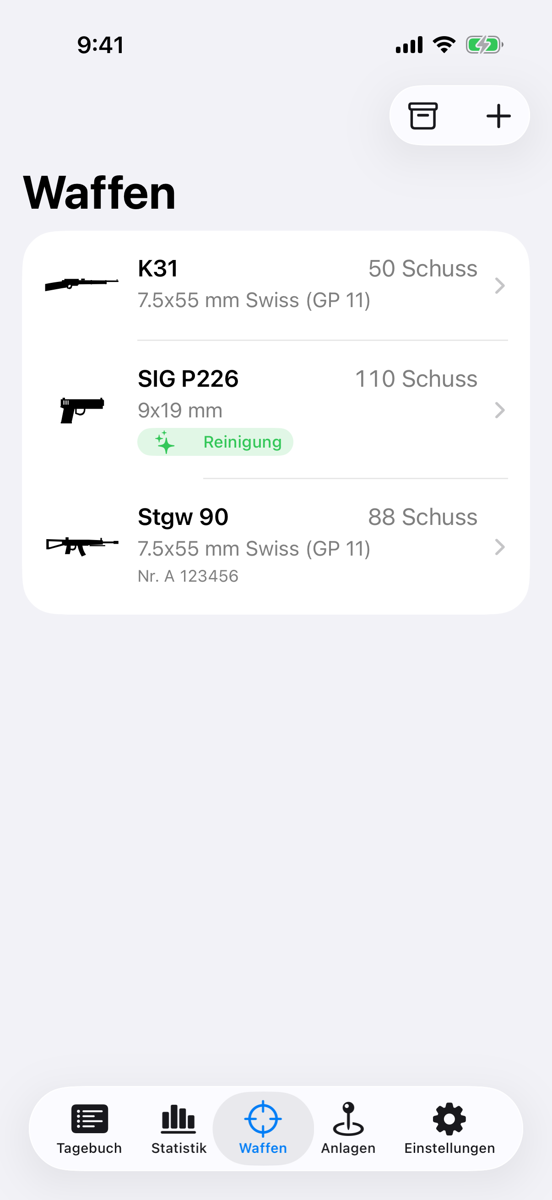 9:41
Waffen
K31
50 Schuss
7.5x55 mm Swiss (GP 11)
SIG P226
110 Schuss
9x19 mm
Reinigung
Stgw 90
88 Schuss
7.5x55 mm Swiss (GP 11)
Nr. A 123456
Tagebuch
Statistik
Waffen
Anlagen
Einstellungen